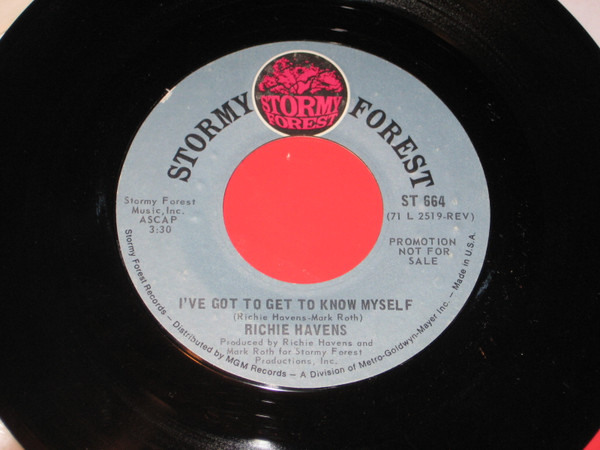 STORMY FOREST
STORMY
FOREST
Stormy Forest
Music, Inc.
ASCAP
3:30
ST 664
(71 L 2519-REV)
PROMOTION
NOT FOR
SALE
I'VE GOT TO GET TO KNOW MYSELF
(Richie Havens-Mark Roth)
RICHIE HAVENS
Produced by Richie Havens and
Mark Roth for Stormy Forest
Productions, Inc.
Stormy Forest Records – Distributed by MGM Records – A Division of Metro-Goldwyn-Mayer Inc. – Made in U.S.A.